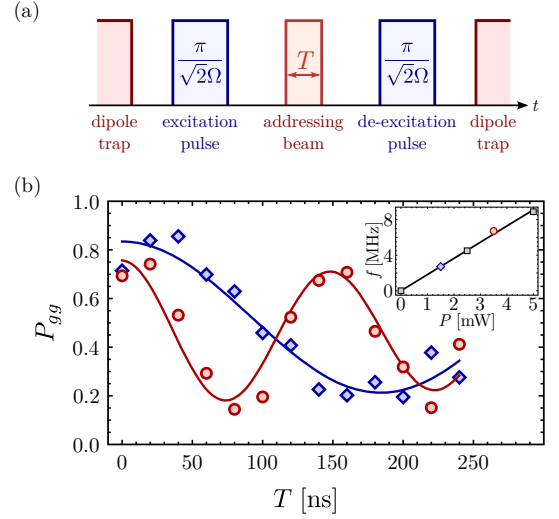 (a)
π
√2Ω
T
π
√2Ω
t
dipole trap
excitation pulse
addressing beam
de-excitation pulse
dipole trap
(b)
1.0
0.8
0.6
0.4
0.2
0.0
P_gg
0
50
100
150
200
250
T [ns]
8
4
0
f [MHz]
0 1 2 3 4 5
P [mW]